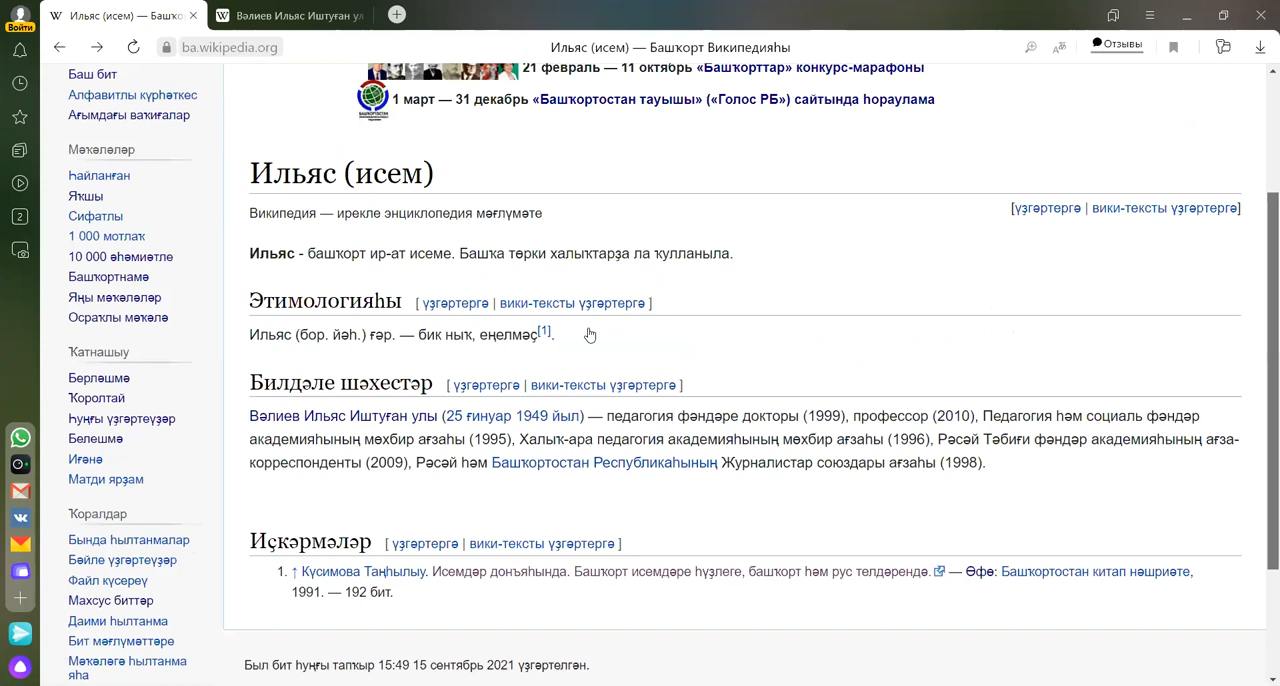 Войти
Ильяс (исем) — Башҡо
Вәлиев Ильяс Иштуған ул
ba.wikipedia.org
Ильяс (исем) — Башҡорт Википедияһы
Отзывы
2
Баш бит
Алфавитлы күрһәткес
Ағымдағы ваҡиғалар
Мәҡәләләр
Һайланған
Яҡшы
Сифатлы
1 000 мотлаҡ
10 000 әһәмиәтле
Башҡортнамә
Яңы мәҡәләләр
Осраҡлы мәҡәлә
Ҡатнашыу
Берләшмә
Ҡоролтай
Һуңғы үҙгәртеүҙәр
Белешмә
Иғәнә
Матди ярҙам
Ҡоралдар
Бында һылтанмалар
Бәйле үҙгәртеүҙәр
Файл күсереү
Махсус биттәр
Даими һылтанма
Бит мәғлүмәттәре
Мәҡәләгә һылтанма
яһа
21 февраль — 11 октябрь «Башҡорттар» конкурс-марафоны
1 март — 31 декабрь «Башҡортостан тауышы» («Голос РБ») сайтында һораулама
Ильяс (исем)
Википедия — ирекле энциклопедия мәғлүмәте
[үҙгәртергә | вики-тексты үҙгәртергә]
Ильяс - башҡорт ир-ат исеме. Башҡа төрки халыҡтарҙа ла ҡулланыла.
Этимологияһы [ үҙгәртергә | вики-тексты үҙгәртергә ]
Ильяс (бор. йәһ.) ғәр. — бик ныҡ, еңелмәҫ[1].
Билдәле шәхестәр [ үҙгәртергә | вики-тексты үҙгәртергә ]
Вәлиев Ильяс Иштуған улы (25 ғинуар 1949 йыл) — педагогия фәндәре докторы (1999), профессор (2010), Педагогия һәм социаль фәндәр
академияһының мөхбир ағзаһы (1995), Халыҡ-ара педагогия академияһының мөхбир ағзаһы (1996), Рәсәй Тәбиғи фәндәр академияһының ағза-
корреспонденты (2009), Рәсәй һәм Башҡортостан Республикаһының Журналистар союздары ағзаһы (1998).
Иҫкәрмәләр [ үҙгәртергә | вики-тексты үҙгәртергә ]
1. ↑ Күсимова Таңһылыу. Исемдәр донъяһында. Башҡорт исемдәре һүҙлеге, башҡорт һәм рус телдәрендә. — Өфө: Башҡортостан китап нәшриәте,
1991. — 192 бит.
Был бит һуңғы тапҡыр 15:49 15 сентябрь 2021 үҙгәртелгән.